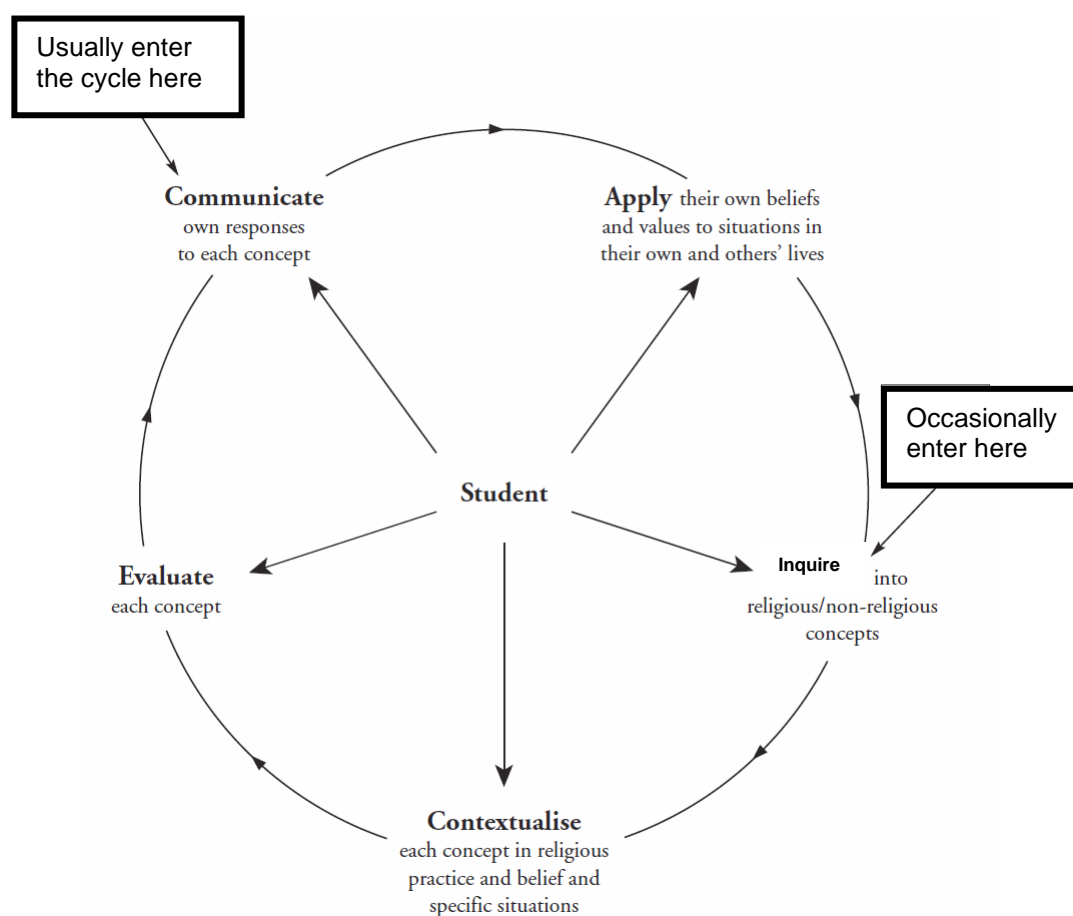 Usually enter
the cycle here
Communicate
own responses
to each concept
Apply their own beliefs
and values to situations in
their own and others’ lives
Occasionally
enter here
Student
Evaluate
each concept
Inquire into
religious/non-religious
concepts
Contextualise
each concept in religious
practice and belief and
specific situations